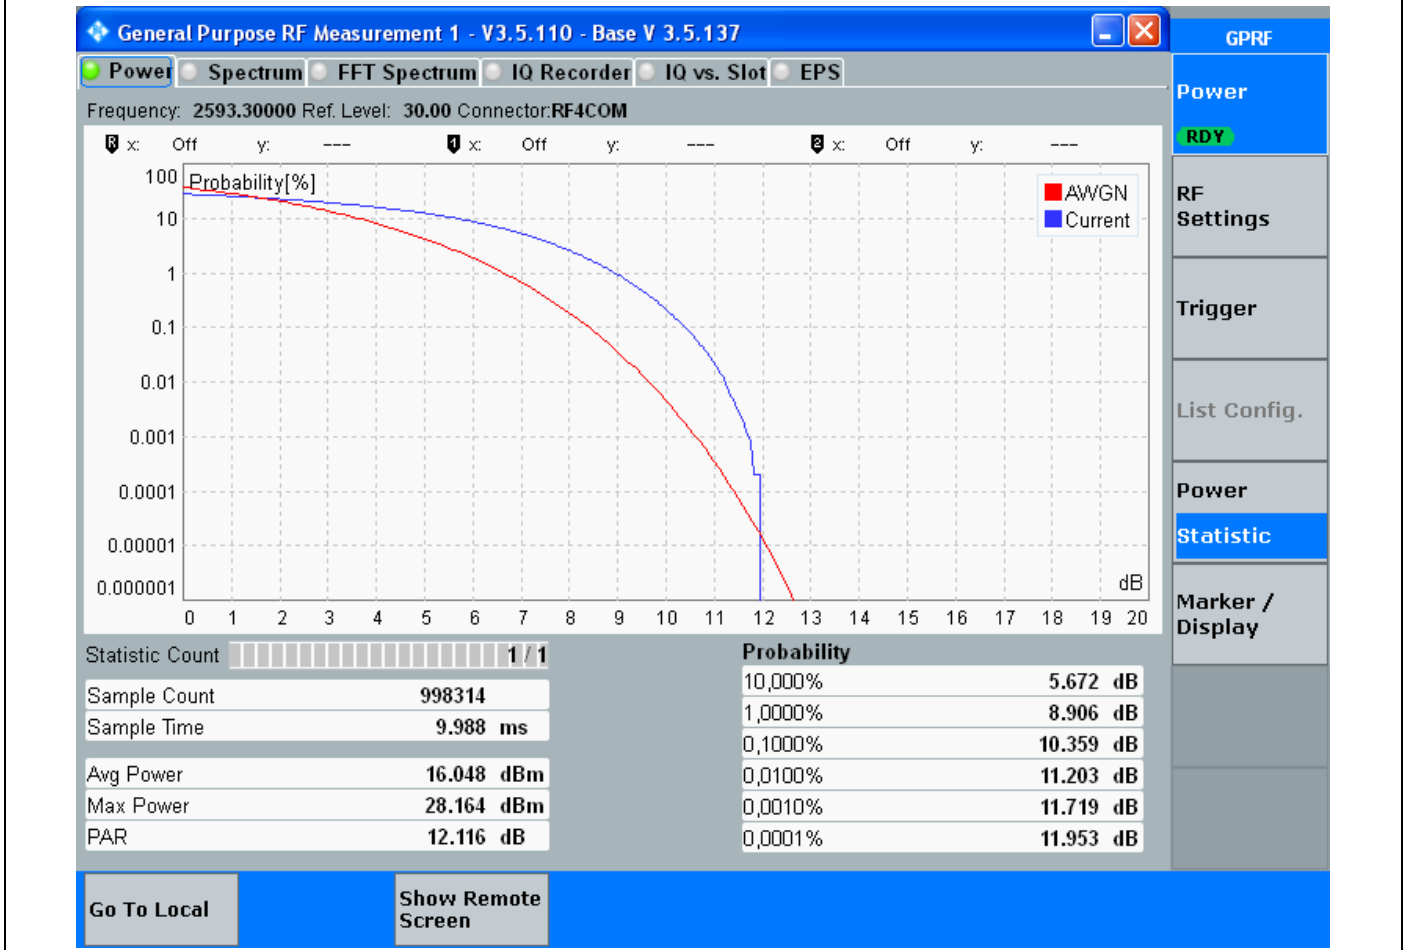 General Purpose RF Measurement 1 - V3.5.110 - Base V 3.5.137
GPRF
Power Spectrum FFT Spectrum IQ Recorder IQ vs. Slot EPS
Frequency: 2593.30000 Ref. Level: 30.00 Connector:RF4COM
R x: Off y: --- 1 x: Off y: --- 2 x: Off y: ---
Probability[%]
AWGN
Current
100
10
1
0.1
0.01
0.001
0.0001
0.00001
0.000001
dB
0 1 2 3 4 5 6 7 8 9 10 11 12 13 14 15 16 17 18 19 20
Statistic Count 1 / 1
Sample Count 998314
Sample Time 9.988 ms
Avg Power 16.048 dBm
Max Power 28.164 dBm
PAR 12.116 dB
Probability
10,000% 5.672 dB
1,0000% 8.906 dB
0,1000% 10.359 dB
0,0100% 11.203 dB
0,0010% 11.719 dB
0,0001% 11.953 dB
Power
RDY
RF
Settings
Trigger
List Config.
Power
Statistic
Marker /
Display
Go To Local
Show Remote
Screen